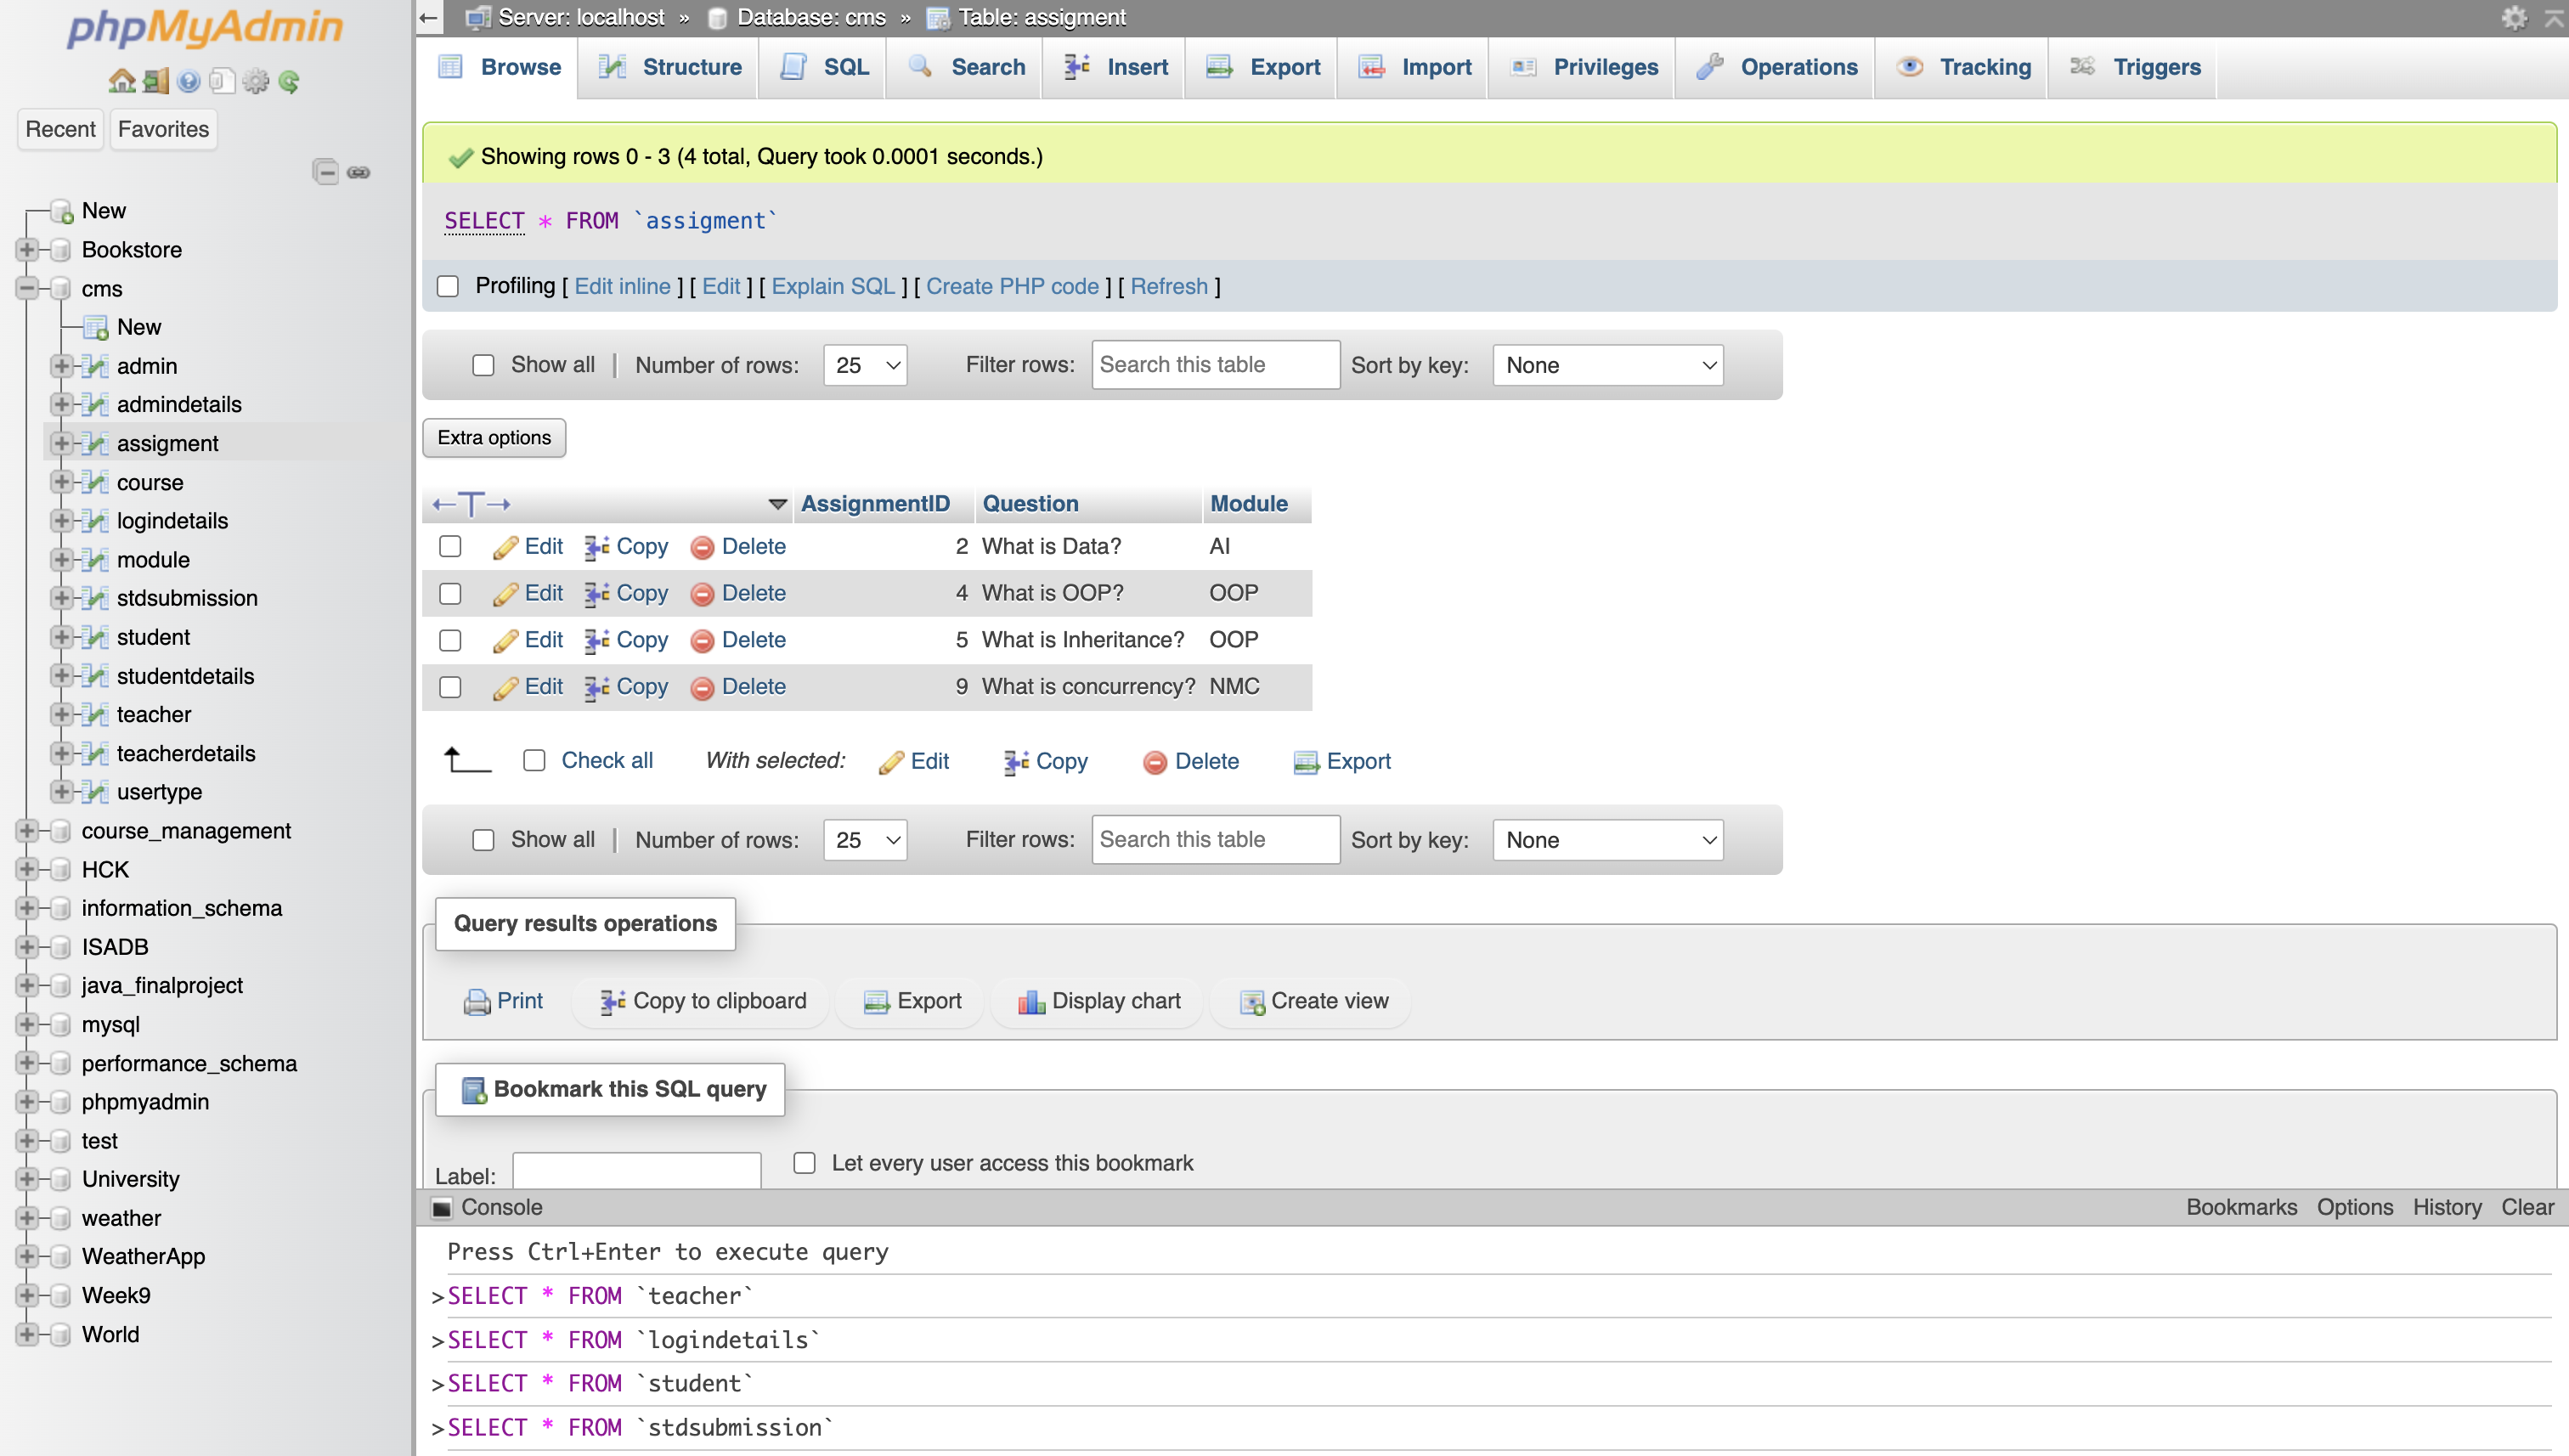 phpMyAdmin
Recent Favorites
New
Bookstore
cms
New
admin
admindetails
assigment
course
logindetails
module
stdsubmission
student
studentdetails
teacher
teacherdetails
usertype
course_management
HCK
information_schema
ISADB
java_finalproject
mysql
performance_schema
phpmyadmin
test
University
weather
WeatherApp
Week9
World
Server: localhost » Database: cms » Table: assigment
Browse Structure SQL Search Insert Export Import Privileges Operations Tracking Triggers
Showing rows 0 - 3 (4 total, Query took 0.0001 seconds.)
SELECT * FROM `assigment`
Profiling [ Edit inline ] [ Edit ] [ Explain SQL ] [ Create PHP code ] [ Refresh ]
Show all | Number of rows: 25 Filter rows: Search this table Sort by key: None
Extra options
←T→ AssignmentID Question Module
Edit Copy Delete 2 What is Data? AI
Edit Copy Delete 4 What is OOP? OOP
Edit Copy Delete 5 What is Inheritance? OOP
Edit Copy Delete 9 What is concurrency? NMC
Check all With selected: Edit Copy Delete Export
Show all | Number of rows: 25 Filter rows: Search this table Sort by key: None
Query results operations
Print Copy to clipboard Export Display chart Create view
Bookmark this SQL query
Label: Let every user access this bookmark
Console Bookmarks Options History Clear
Press Ctrl+Enter to execute query
>SELECT * FROM `teacher`
>SELECT * FROM `logindetails`
>SELECT * FROM `student`
>SELECT * FROM `stdsubmission`